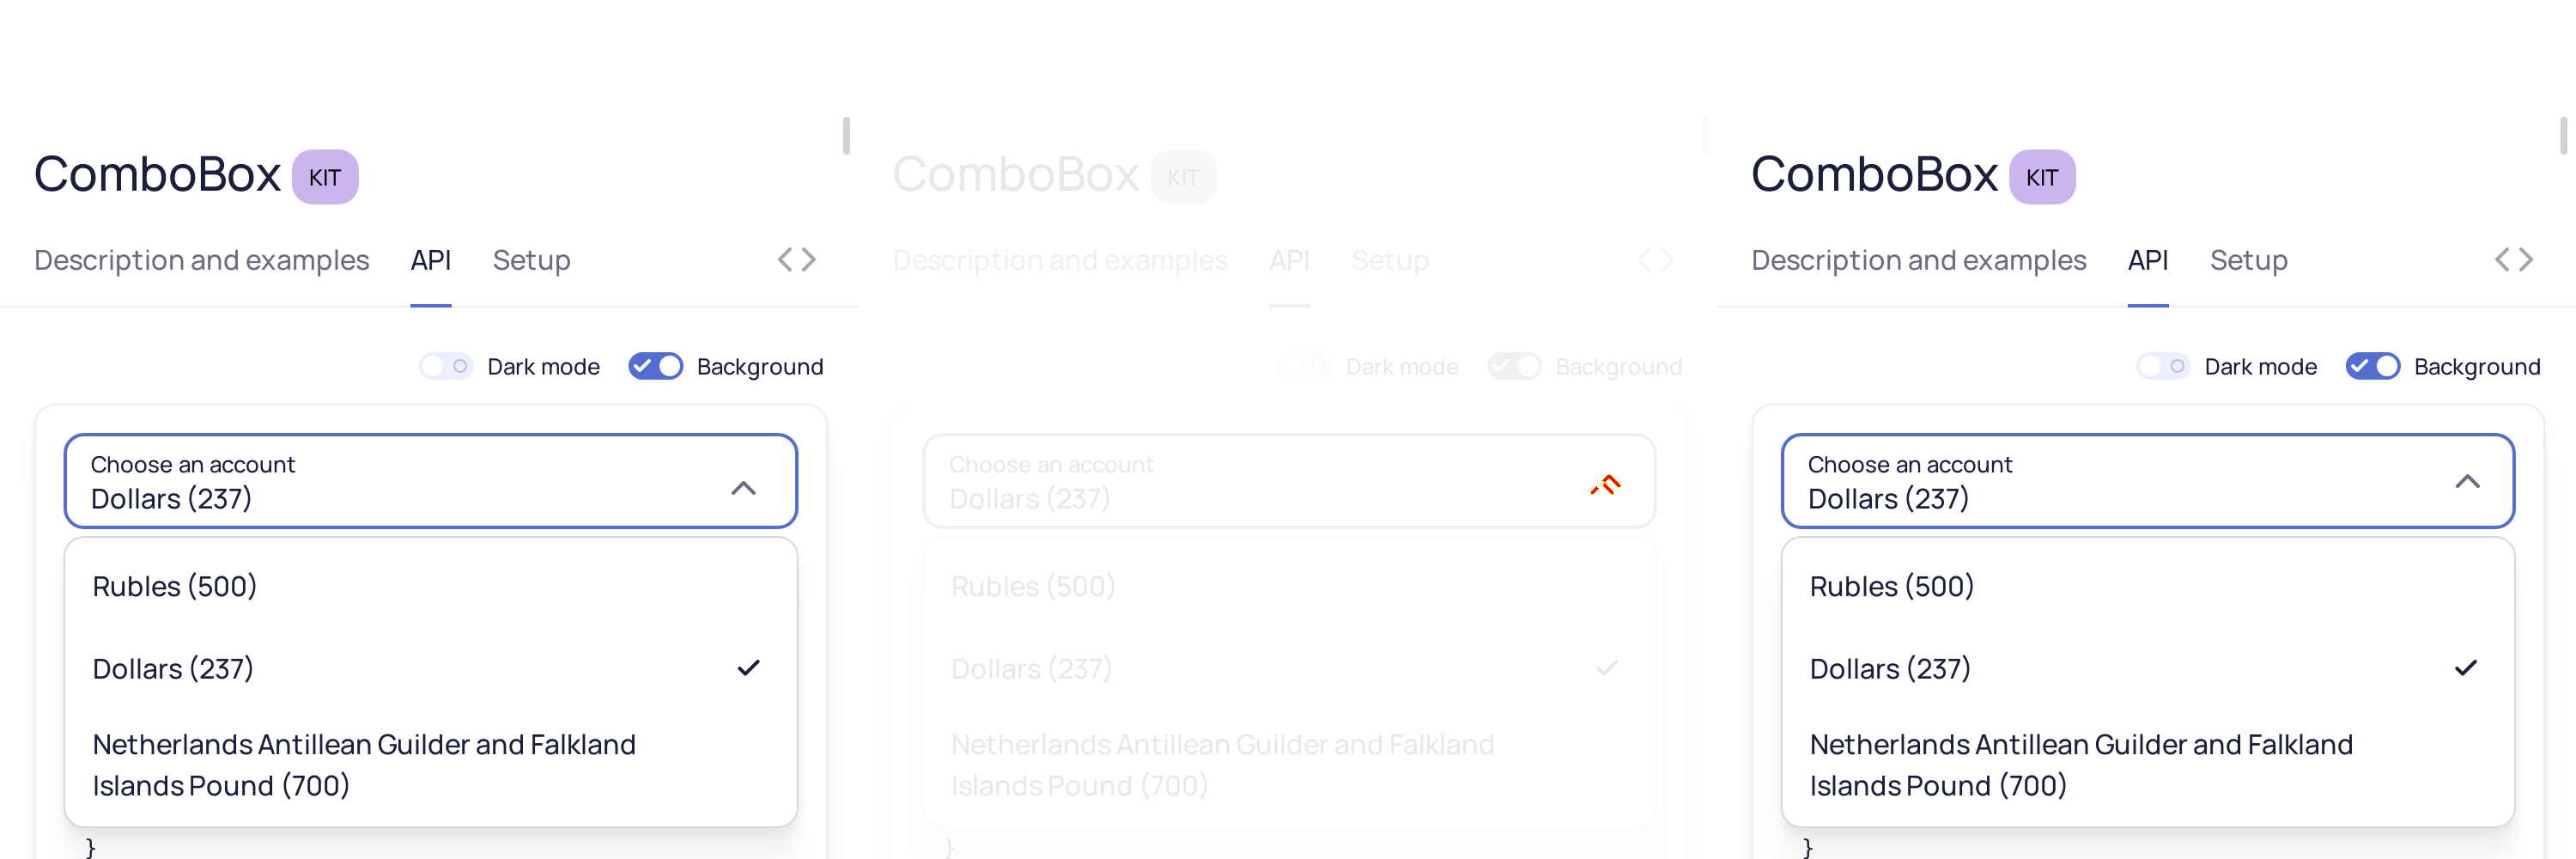 ComboBox KIT
Description and examples API Setup
Dark mode Background
Choose an account
Dollars (237)
Rubles (500)
Dollars (237)
Netherlands Antillean Guilder and Falkland
Islands Pound (700)
}
ComboBox KIT
Description and examples API Setup
Dark mode Background
Choose an account
Dollars (237)
Rubles (500)
Dollars (237)
Netherlands Antillean Guilder and Falkland
Islands Pound (700)
}
ComboBox KIT
Description and examples API Setup
Dark mode Background
Choose an account
Dollars (237)
Rubles (500)
Dollars (237)
Netherlands Antillean Guilder and Falkland
Islands Pound (700)
}